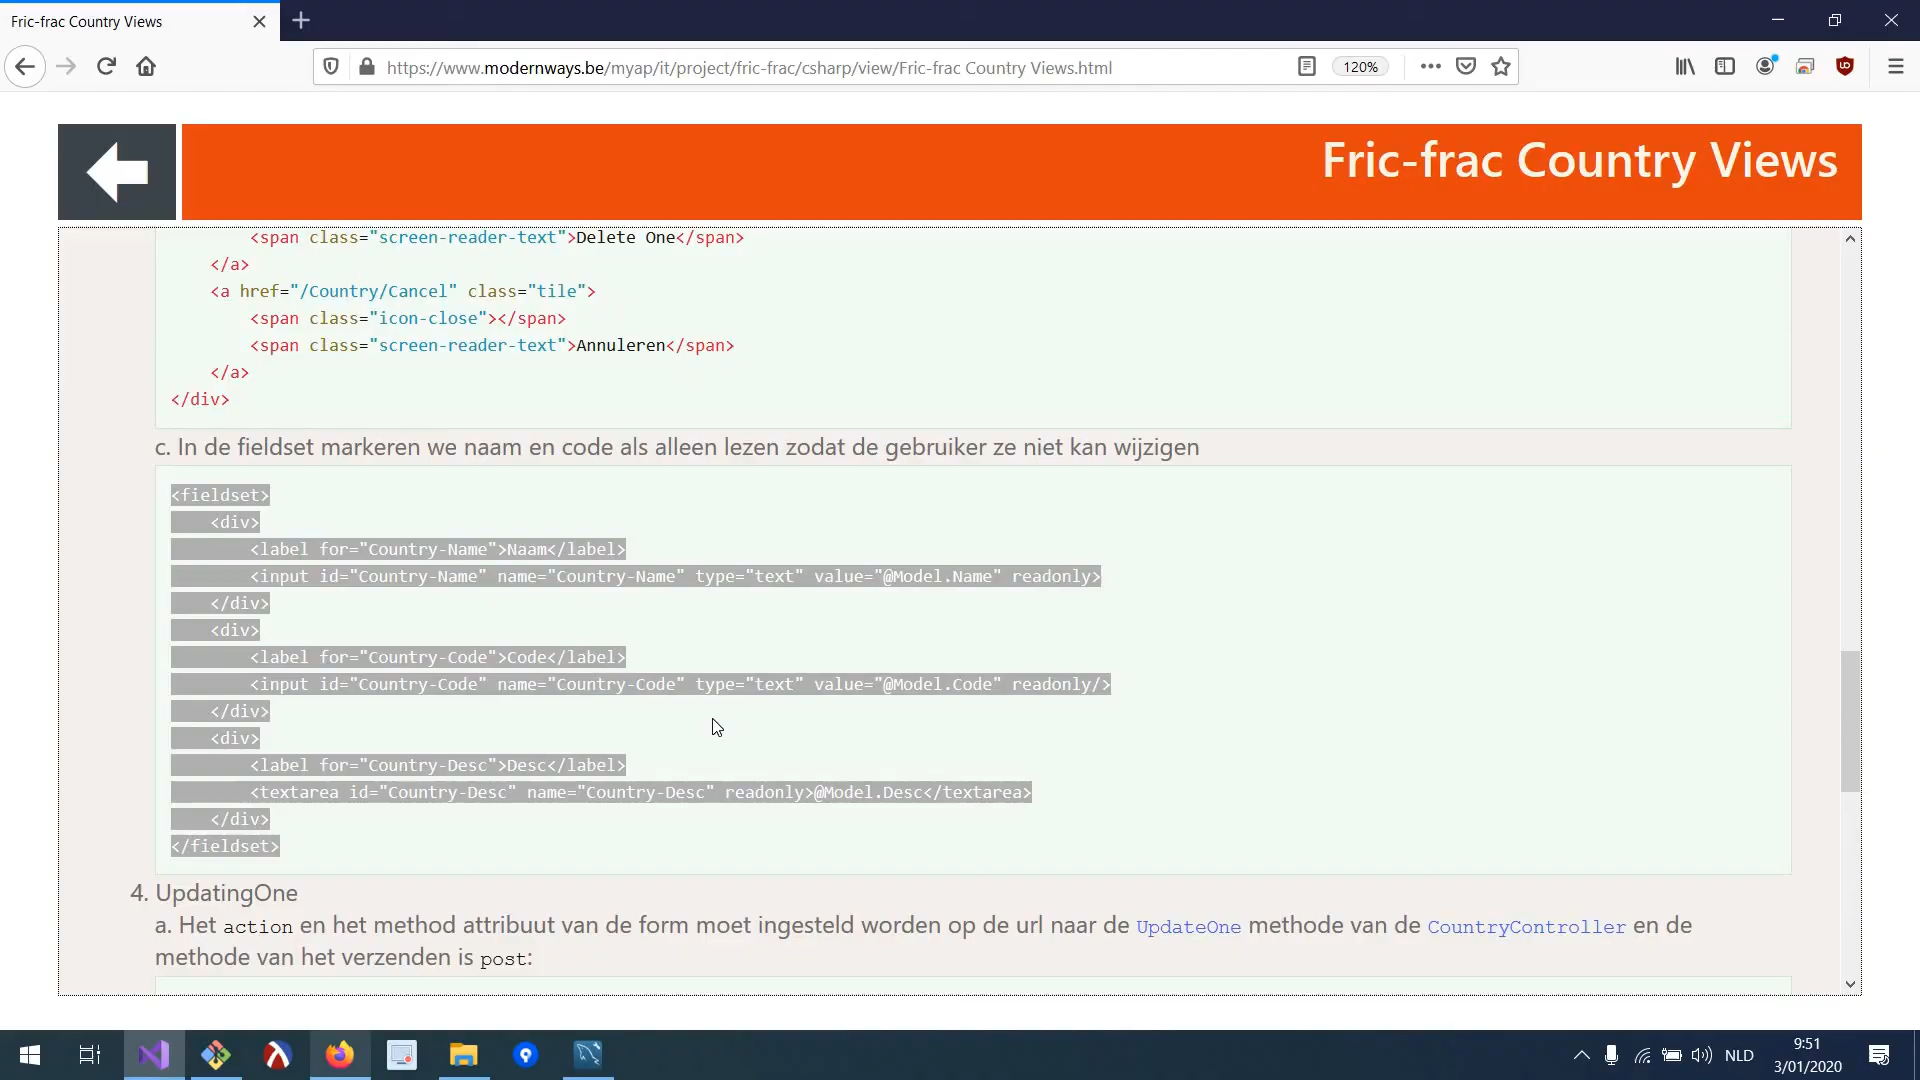 Fric-frac Country Views
https://www.modernways.be/myap/it/project/fric-frac/csharp/view/Fric-frac Country Views.html
120%
Fric-frac Country Views
<span class="screen-reader-text">Delete One</span>
</a>
<a href="/Country/Cancel" class="tile">
<span class="icon-close"></span>
<span class="screen-reader-text">Annuleren</span>
</a>
</div>
c. In de fieldset markeren we naam en code als alleen lezen zodat de gebruiker ze niet kan wijzigen
<fieldset>
<div>
<label for="Country-Name">Naam</label>
<input id="Country-Name" name="Country-Name" type="text" value="@Model.Name" readonly>
</div>
<div>
<label for="Country-Code">Code</label>
<input id="Country-Code" name="Country-Code" type="text" value="@Model.Code" readonly/>
</div>
<div>
<label for="Country-Desc">Desc</label>
<textarea id="Country-Desc" name="Country-Desc" readonly>@Model.Desc</textarea>
</div>
</fieldset>
4. UpdatingOne
a. Het action en het method attribuut van de form moet ingesteld worden op de url naar de UpdateOne methode van de CountryController en de
methode van het verzenden is post:
NLD
9:51
3/01/2020